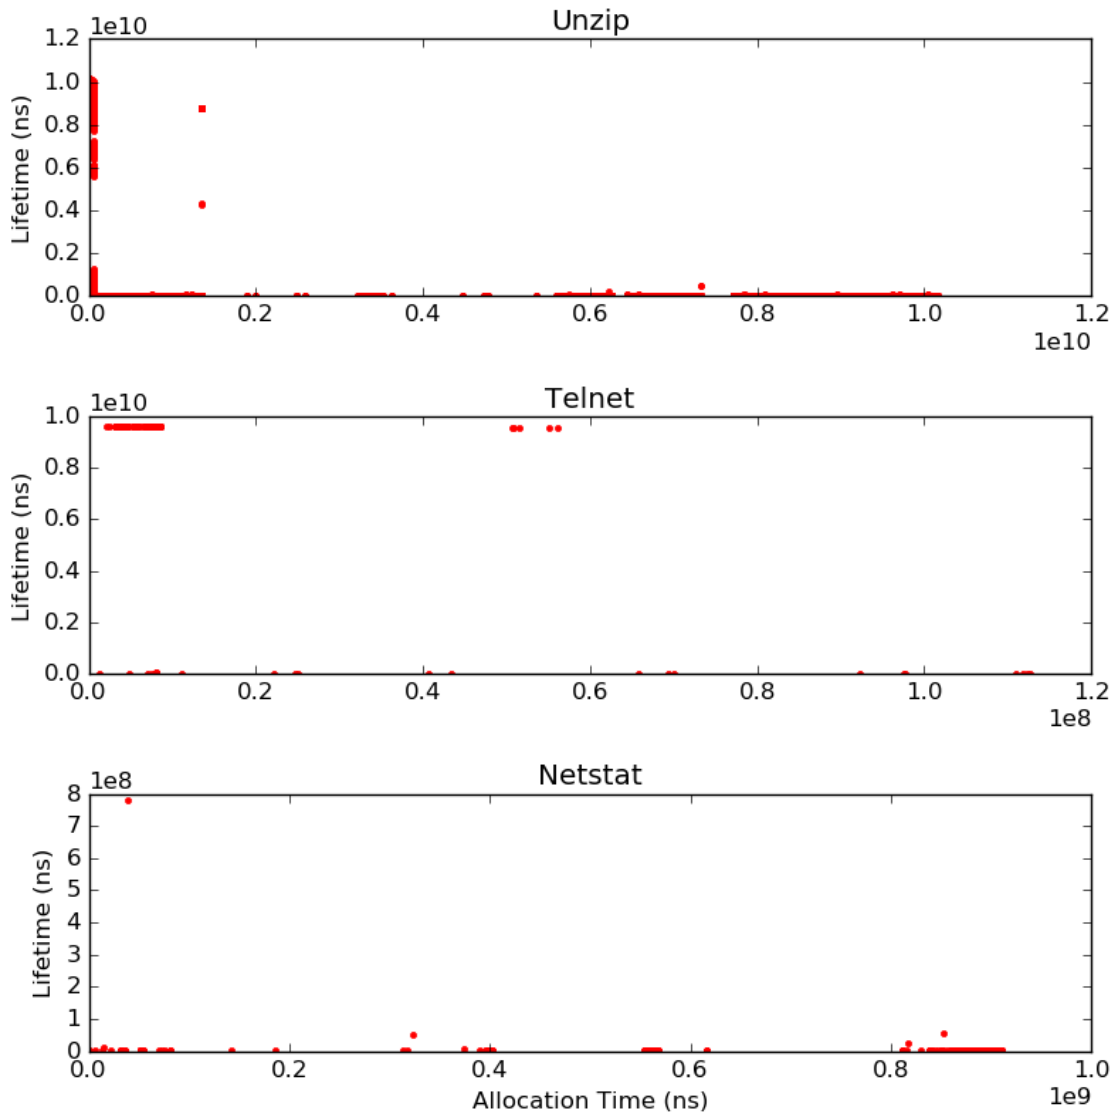 Unzip
1e10
1.2
1.0
0.8
0.6
0.4
0.2
0.0
Lifetime (ns)
0.0 0.2 0.4 0.6 0.8 1.0 1.2
1e10
Telnet
1e10
1.0
0.8
0.6
0.4
0.2
0.0
Lifetime (ns)
0.0 0.2 0.4 0.6 0.8 1.0 1.2
1e8
Netstat
1e8
8
7
6
5
4
3
2
1
0
Lifetime (ns)
0.0 0.2 0.4 0.6 0.8 1.0
1e9
Allocation Time (ns)